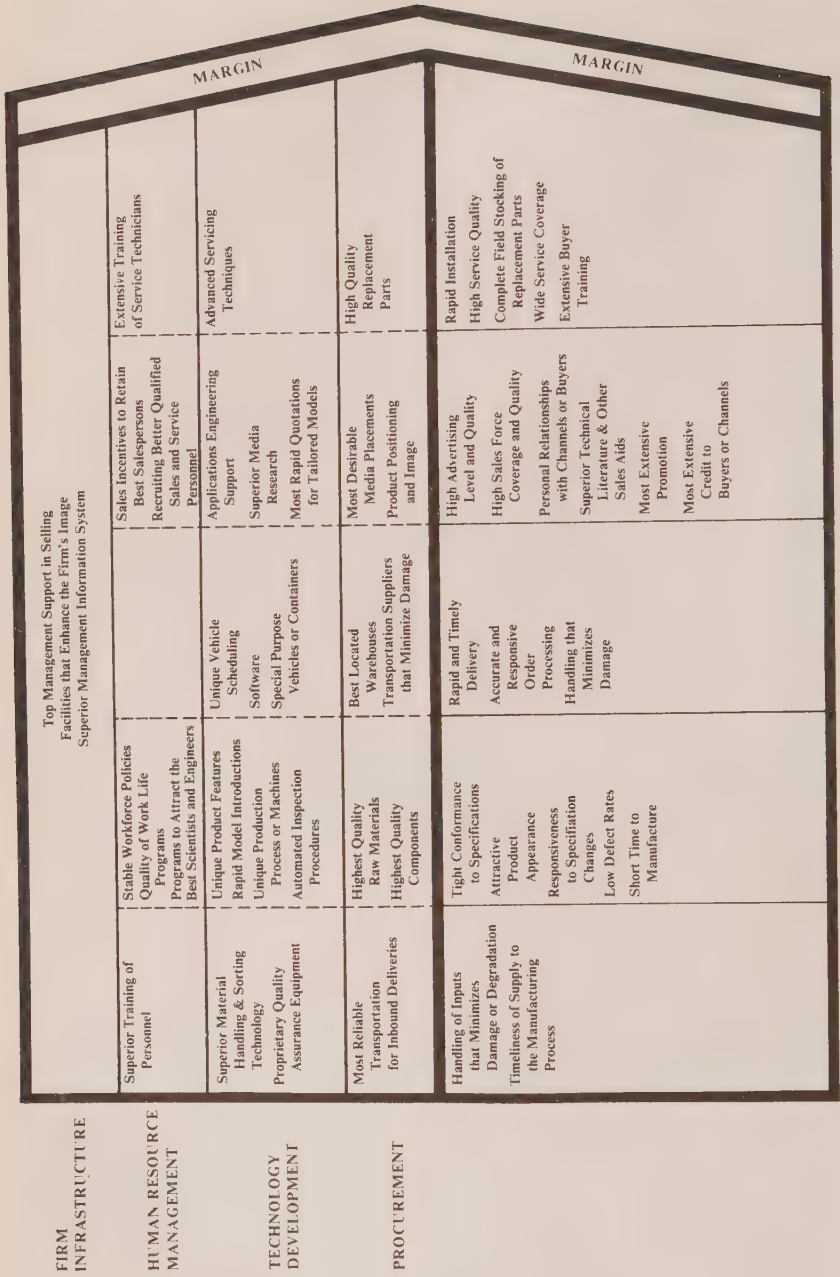 FIRM
INFRASTRUCTURE
Top Management Support in Selling
Facilities that Enhance the Firm's Image
Superior Management Information System
HUMAN RESOURCE
MANAGEMENT
Superior Training of
Personnel
Stable Workforce Policies
Quality of Work Life
Programs
Programs to Attract the
Best Scientists and Engineers
Sales Incentives to Retain
Best Salespersons
Recruiting Better Qualified
Sales and Service
Personnel
Extensive Training
of Service Technicians
TECHNOLOGY
DEVELOPMENT
Superior Material
Handling & Sorting
Technology
Proprietary Quality
Assurance Equipment
Unique Product Features
Rapid Model Introductions
Unique Production
Process or Machines
Automated Inspection
Procedures
Unique Vehicle
Scheduling
Software
Special Purpose
Vehicles or Containers
Applications Engineering
Support
Superior Media
Research
Most Rapid Quotations
for Tailored Models
Advanced Servicing
Techniques
PROCUREMENT
Most Reliable
Transportation
for Inbound Deliveries
Highest Quality
Raw Materials
Highest Quality
Components
Best Located
Warehouses
Transportation Suppliers
that Minimize Damage
Most Desirable
Media Placements
Product Positioning
and Image
High Quality
Replacement
Parts
MARGIN
Handling of Inputs
that Minimizes
Damage or Degradation
Timeliness of Supply to
the Manufacturing
Process
Tight Conformance
to Specifications
Attractive
Product
Appearance
Responsiveness
to Specifiation
Changes
Low Defect Rates
Short Time to
Manufacture
Rapid and Timely
Delivery
Accurate and
Responsive
Order
Processing
Handling that
Minimizes
Damage
High Advertising
Level and Quality
High Sales Force
Coverage and Quality
Personal Relationships
with Channels or Buyers
Superior Technical
Literature & Other
Sales Aids
Most Extensive
Promotion
Most Extensive
Credit to
Buyers or Channels
Rapid Installation
High Service Quality
Complete Field Stocking of
Replacement Parts
Wide Service Coverage
Extensive Buyer
Training
MARGIN